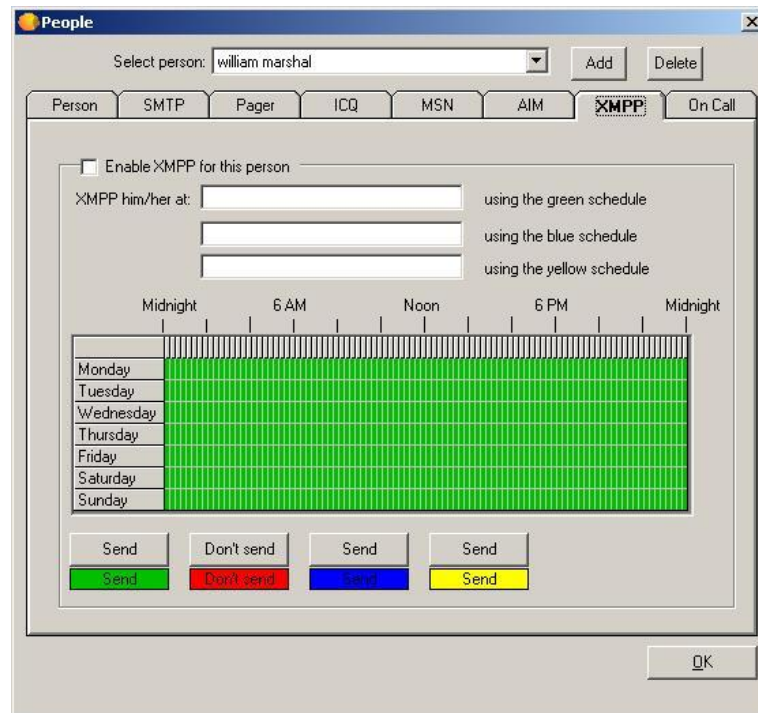 People
Select person: william marshal Add Delete
Person SMTP Pager ICQ MSN AIM XMPP On Call
Enable XMPP for this person
XMPP him/her at: using the green schedule
using the blue schedule
using the yellow schedule
Midnight 6 AM Noon 6 PM Midnight
Monday
Tuesday
Wednesday
Thursday
Friday
Saturday
Sunday
Send Don't send Send Send
Send Don't send Send Send
OK